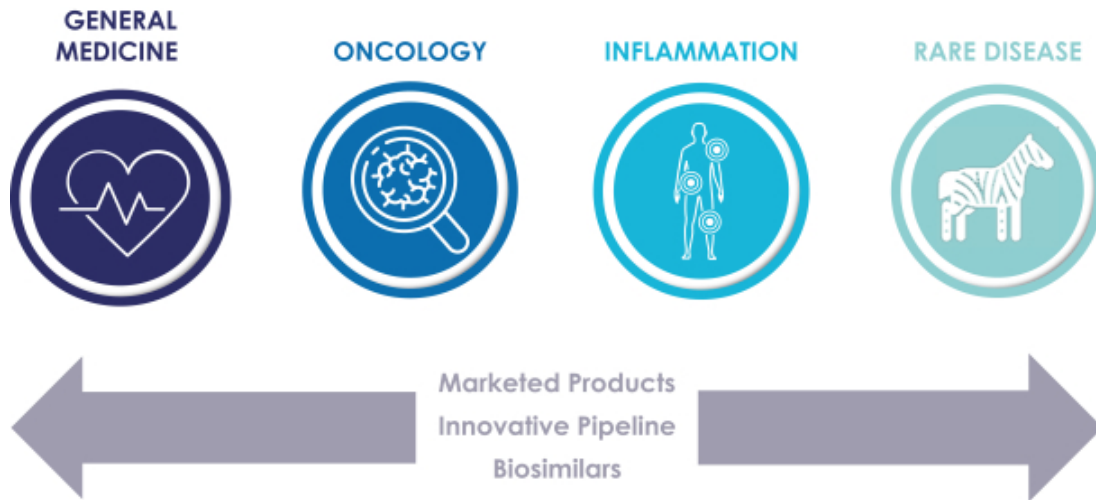 GENERAL
MEDICINE
ONCOLOGY
INFLAMMATION
RARE DISEASE
Marketed Products
Innovative Pipeline
Biosimilars